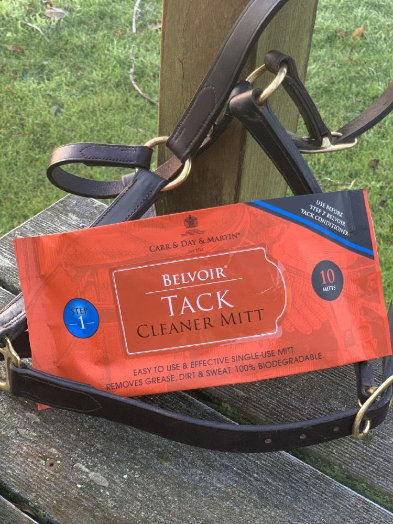 USE BEFORE
STEP 2 BELVOIR
TACK CONDITIONER
CARR & DAY & MARTIN
BELVOIR®
TACK
CLEANER MITT
10
MITTS
STEP
1
EASY TO USE & EFFECTIVE SINGLE-USE MITT.
REMOVES GREASE, DIRT & SWEAT. 100% BIODEGRADABLE